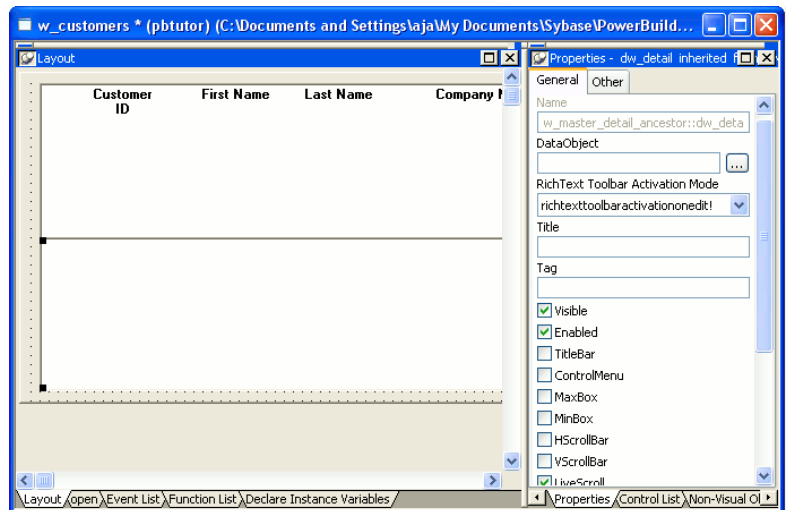 w_customers * (pbtutor) (C:\Documents and Settings\aja\My Documents\Sybase\PowerBuild...
Layout
Customer ID First Name Last Name Company
Layout open Event List Function List Declare Instance Variables
Properties - dw_detail inherited
General Other
Name
w_master_detail_ancestor::dw_deta
DataObject
...
RichText Toolbar Activation Mode
richtexttoolbaractivationonedit!
Title
Tag
Visible
Enabled
TitleBar
ControlMenu
MaxBox
MinBox
HScrollBar
VScrollBar
LiveScroll
Properties Control List Non-Visual O